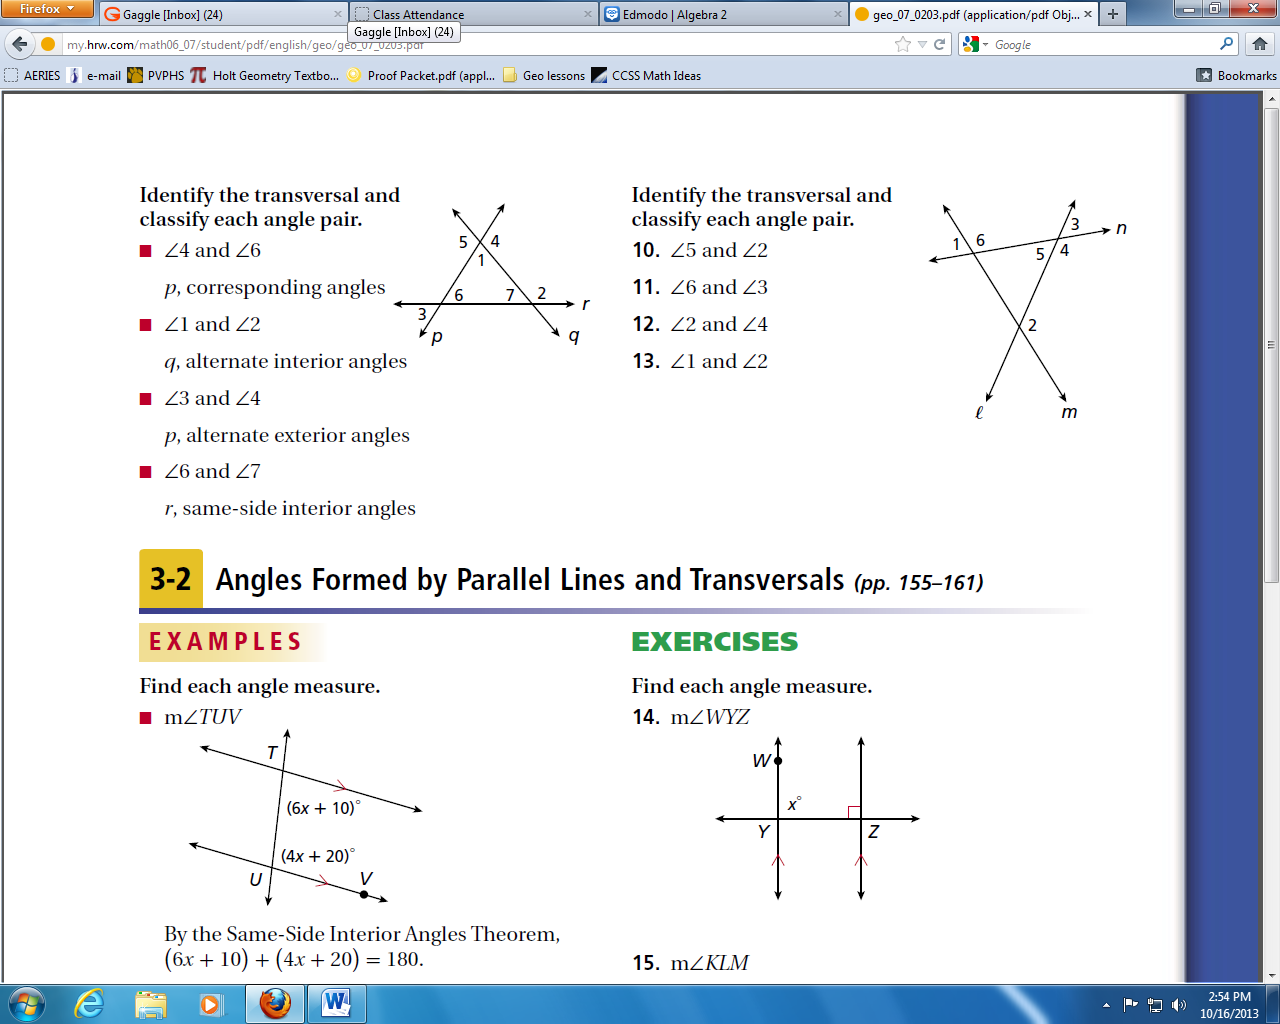 Firefox
Gaggle [Inbox] (24)
Class Attendance
Edmodo | Algebra 2
geo_07_0203.pdf (application/pdf Obj...
Gaggle [Inbox] (24)
my.hrw.com/math06_07/student/pdf/english/geo/geo_07_0203.pdf
Google
AERIES
e-mail
PVPHS
Holt Geometry Textbo...
Proof Packet.pdf (appl...
Geo lessons
CCSS Math Ideas
Bookmarks
Identify the transversal and
classify each angle pair.
∠4 and ∠6
p, corresponding angles
∠1 and ∠2
q, alternate interior angles
∠3 and ∠4
p, alternate exterior angles
∠6 and ∠7
r, same-side interior angles
5 4
1
6 7 2
r
3
p
q
Identify the transversal and
classify each angle pair.
10. ∠5 and ∠2
11. ∠6 and ∠3
12. ∠2 and ∠4
13. ∠1 and ∠2
3
n
1 6
5 4
2
ℓ
m
3-2 Angles Formed by Parallel Lines and Transversals (pp. 155–161)
EXAMPLES
Find each angle measure.
m∠TUV
T
(6x + 10)°
(4x + 20)°
U
V
By the Same-Side Interior Angles Theorem,
(6x + 10) + (4x + 20) = 180.
EXERCISES
Find each angle measure.
14. m∠WYZ
W
x°
Y
Z
15. m∠KLM
2:54 PM
10/16/2013